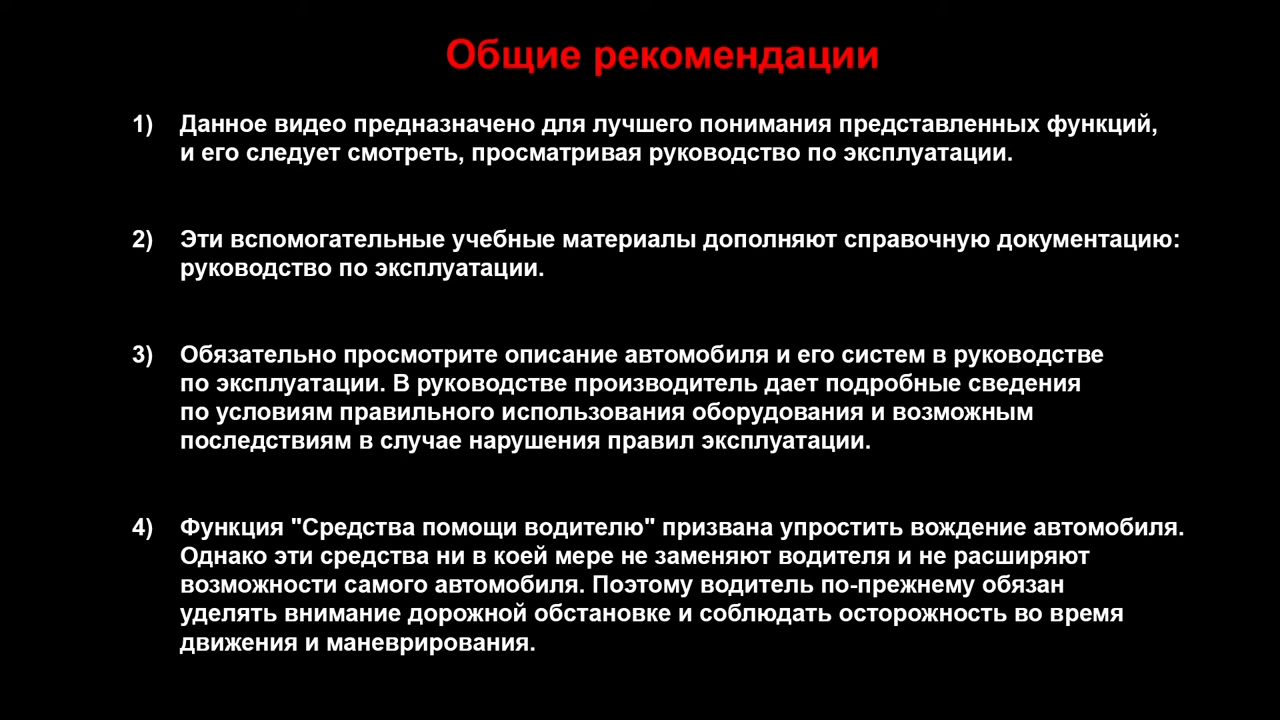 Общие рекомендации
1) Данное видео предназначено для лучшего понимания представленных функций,
и его следует смотреть, просматривая руководство по эксплуатации.
2) Эти вспомогательные учебные материалы дополняют справочную документацию:
руководство по эксплуатации.
3) Обязательно просмотрите описание автомобиля и его систем в руководстве
по эксплуатации. В руководстве производитель дает подробные сведения
по условиям правильного использования оборудования и возможным
последствиям в случае нарушения правил эксплуатации.
4) Функция "Средства помощи водителю" призвана упростить вождение автомобиля.
Однако эти средства ни в коей мере не заменяют водителя и не расширяют
возможности самого автомобиля. Поэтому водитель по-прежнему обязан
уделять внимание дорожной обстановке и соблюдать осторожность во время
движения и маневрирования.